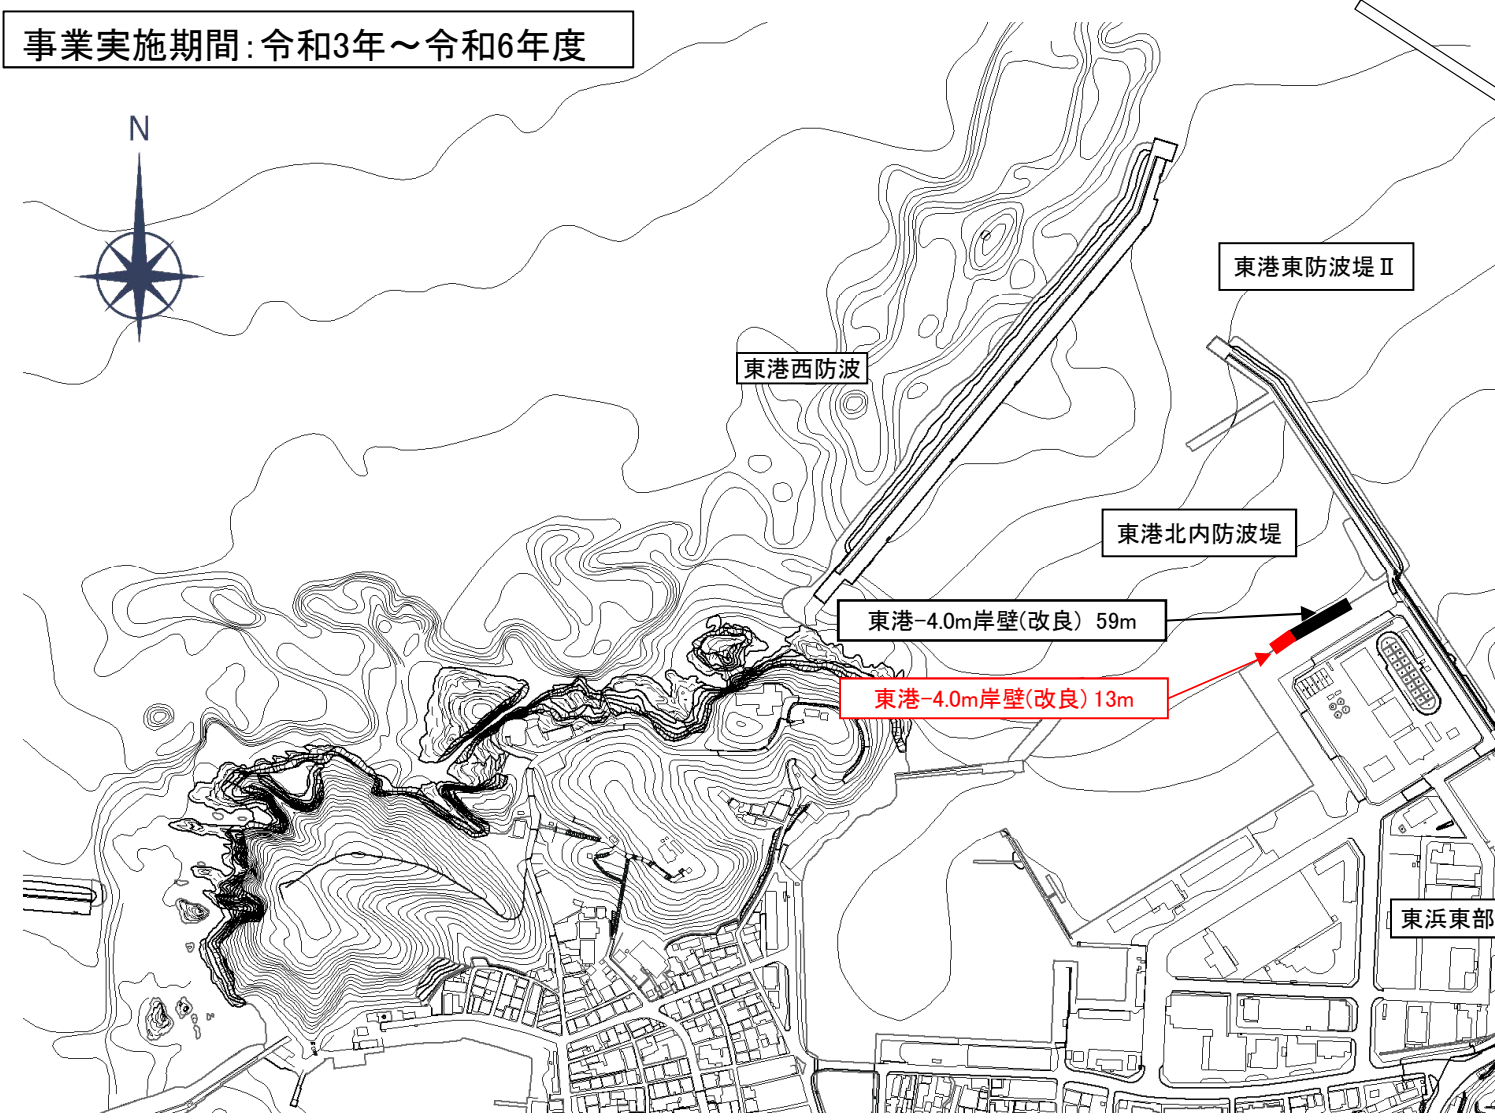 事業実施期間:令和3年～令和6年度
N
東港東防波堤Ⅱ
東港西防波
東港北内防波堤
東港-4.0m岸壁(改良) 59m
東港-4.0m岸壁(改良) 13m
東浜東部